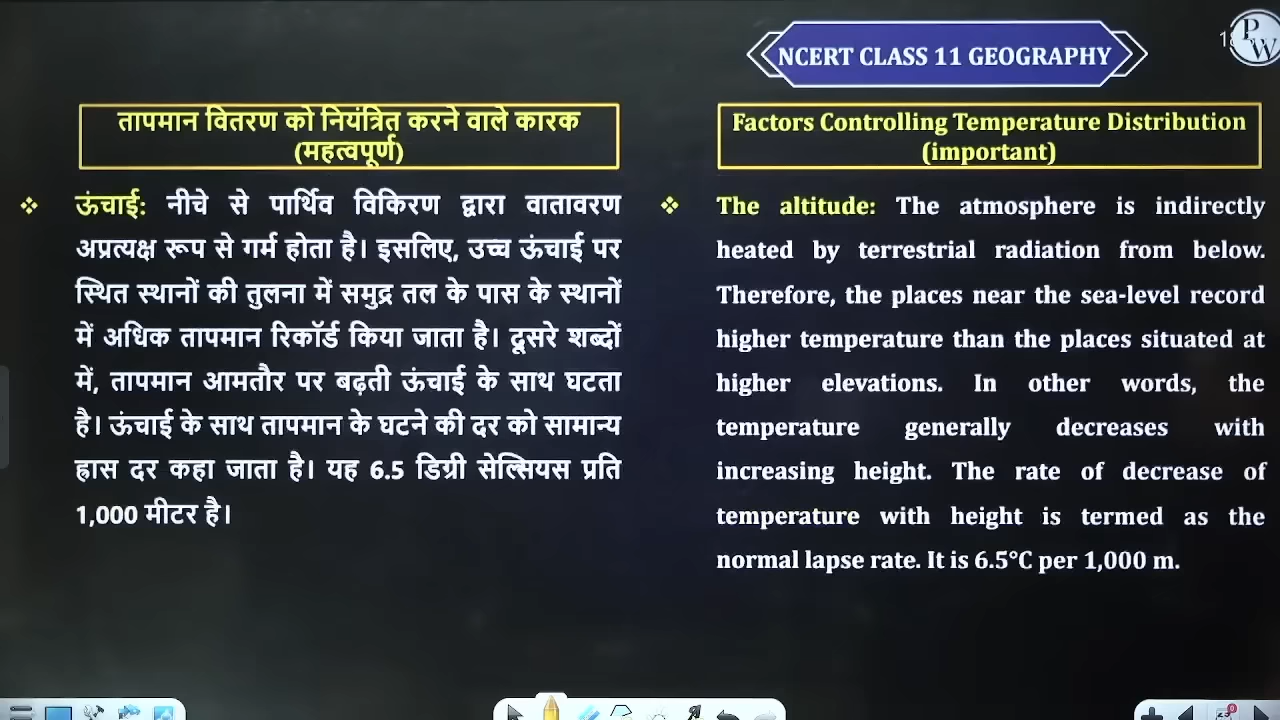 NCERT CLASS 11 GEOGRAPHY
PW
तापमान वितरण को नियंत्रित करने वाले कारक
(महत्वपूर्ण)
❖ ऊंचाई: नीचे से पार्थिव विकिरण द्वारा वातावरण
अप्रत्यक्ष रूप से गर्म होता है। इसलिए, उच्च ऊंचाई पर
स्थित स्थानों की तुलना में समुद्र तल के पास के स्थानों
में अधिक तापमान रिकॉर्ड किया जाता है। दूसरे शब्दों
में, तापमान आमतौर पर बढ़ती ऊंचाई के साथ घटता
है। ऊंचाई के साथ तापमान के घटने की दर को सामान्य
ह्रास दर कहा जाता है। यह 6.5 डिग्री सेल्सियस प्रति
1,000 मीटर है।
Factors Controlling Temperature Distribution
(important)
❖ The altitude: The atmosphere is indirectly
heated by terrestrial radiation from below.
Therefore, the places near the sea-level record
higher temperature than the places situated at
higher elevations. In other words, the
temperature generally decreases with
increasing height. The rate of decrease of
temperature with height is termed as the
normal lapse rate. It is 6.5°C per 1,000 m.